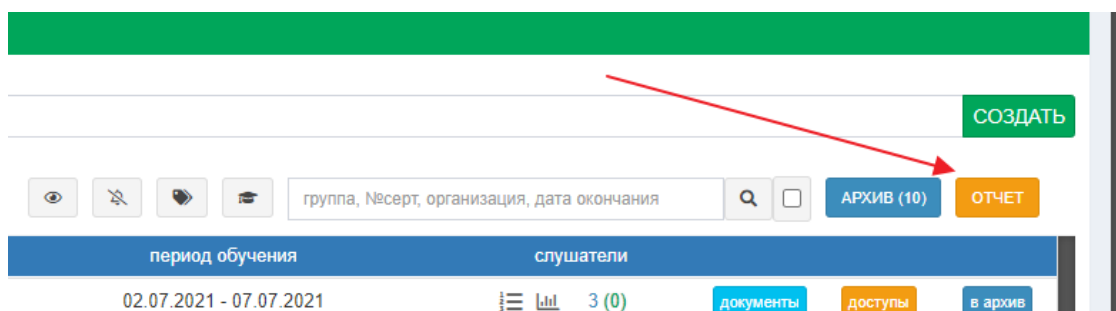 СОЗДАТЬ
группа, №серт, организация, дата окончания АРХИВ (10) ОТЧЕТ
период обучения слушатели
02.07.2021 - 07.07.2021 3 (0) документы доступы в архив